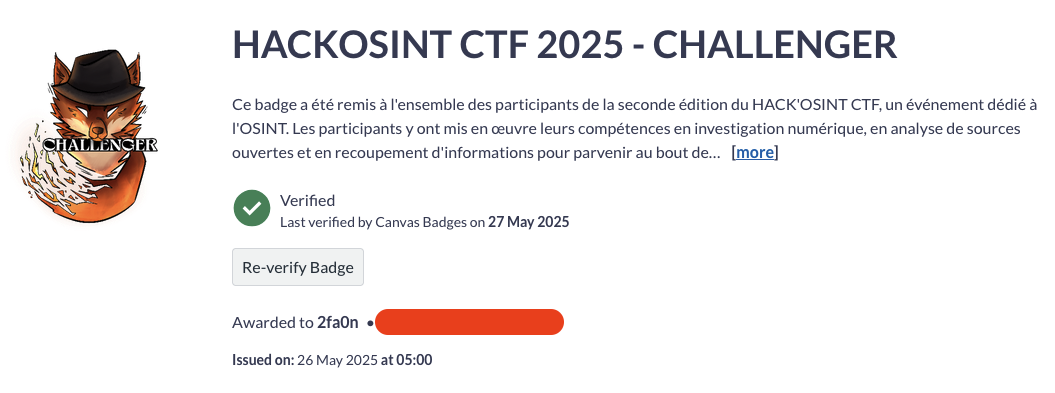 HACKOSINT CTF 2025 - CHALLENGER
Ce badge a été remis à l'ensemble des participants de la seconde édition du HACK'OSINT CTF, un événement dédié à
l'OSINT. Les participants y ont mis en œuvre leurs compétences en investigation numérique, en analyse de sources
ouvertes et en recoupement d'informations pour parvenir au bout de... [more]
CHALLENGER
Verified
Last verified by Canvas Badges on 27 May 2025
Re-verify Badge
Awarded to 2fa0n •
Issued on: 26 May 2025 at 05:00